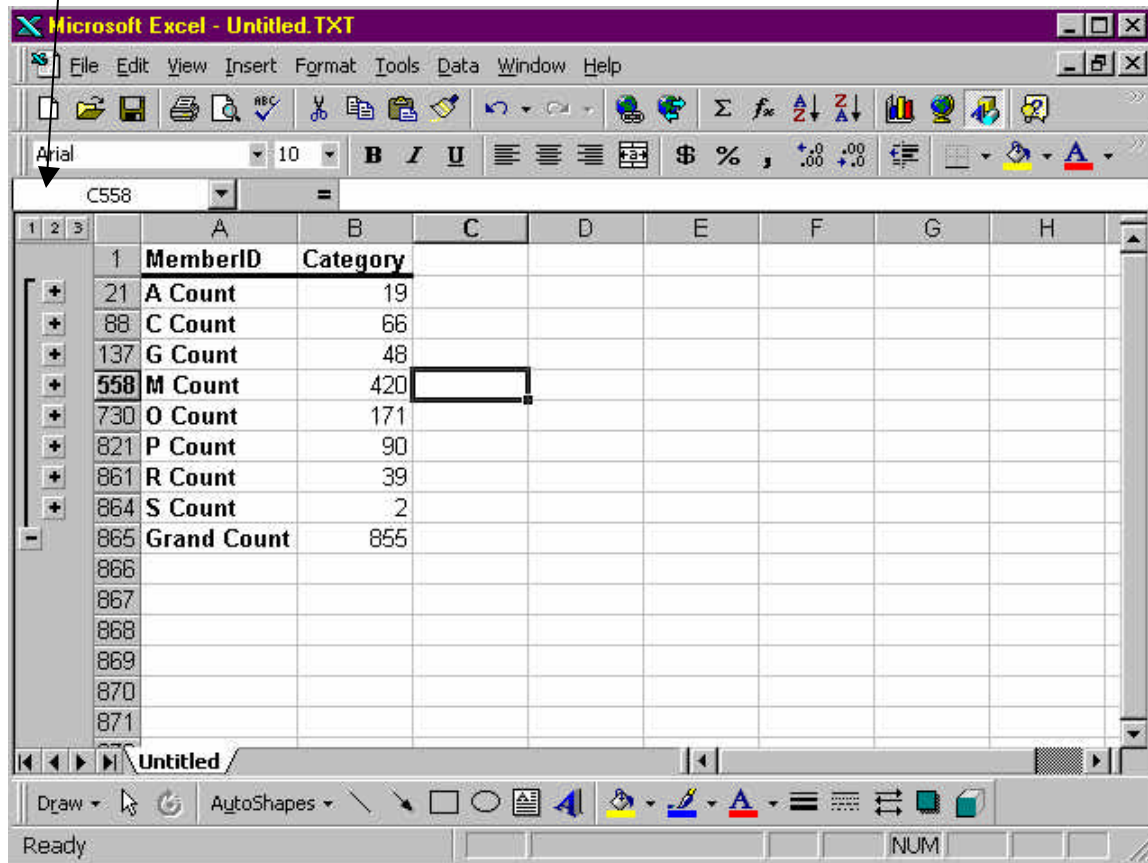 Microsoft Excel - Untitled.TXT
File Edit View Insert Format Tools Data Window Help
Arial 10 B I U $ % ,
C558 =
1 2 3 A B C D E F G H
1 MemberID Category
21 A Count 19
88 C Count 66
137 G Count 48
558 M Count 420
730 O Count 171
821 P Count 90
861 R Count 39
864 S Count 2
865 Grand Count 855
866
867
868
869
870
871
Untitled
Draw AutoShapes
Ready NUM